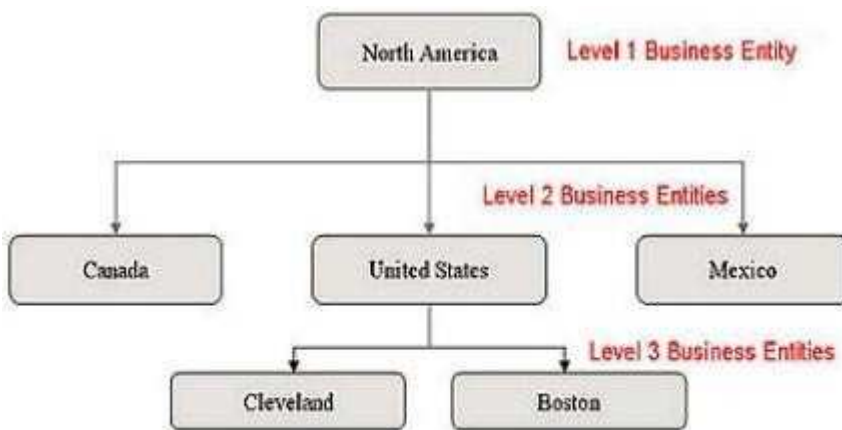 North America
Level 1 Business Entity
Level 2 Business Entities
Canada
United States
Mexico
Level 3 Business Entities
Cleveland
Boston